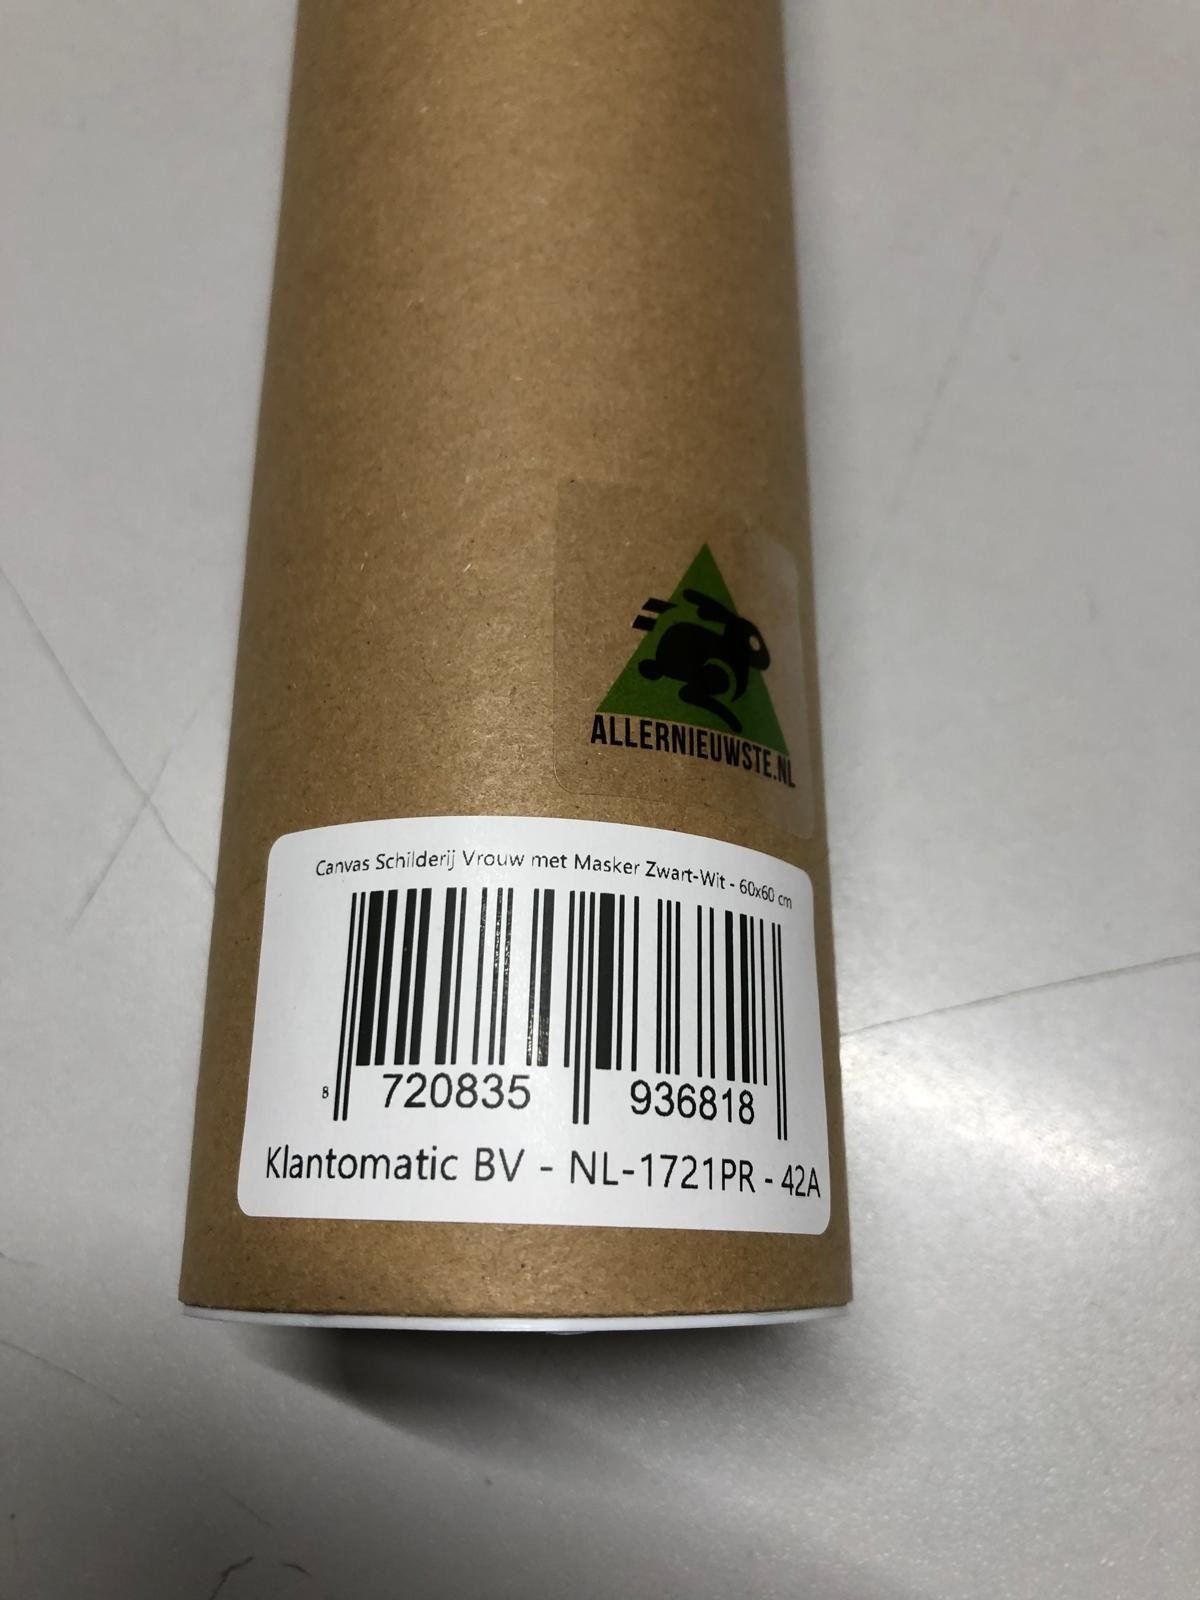 ALLERNIEUWSTE.NL
Canvas Schilderij Vrouw met Masker Zwart-Wit - 60x60 cm
8 720835 936818
Klantomatic BV - NL-1721PR - 42A